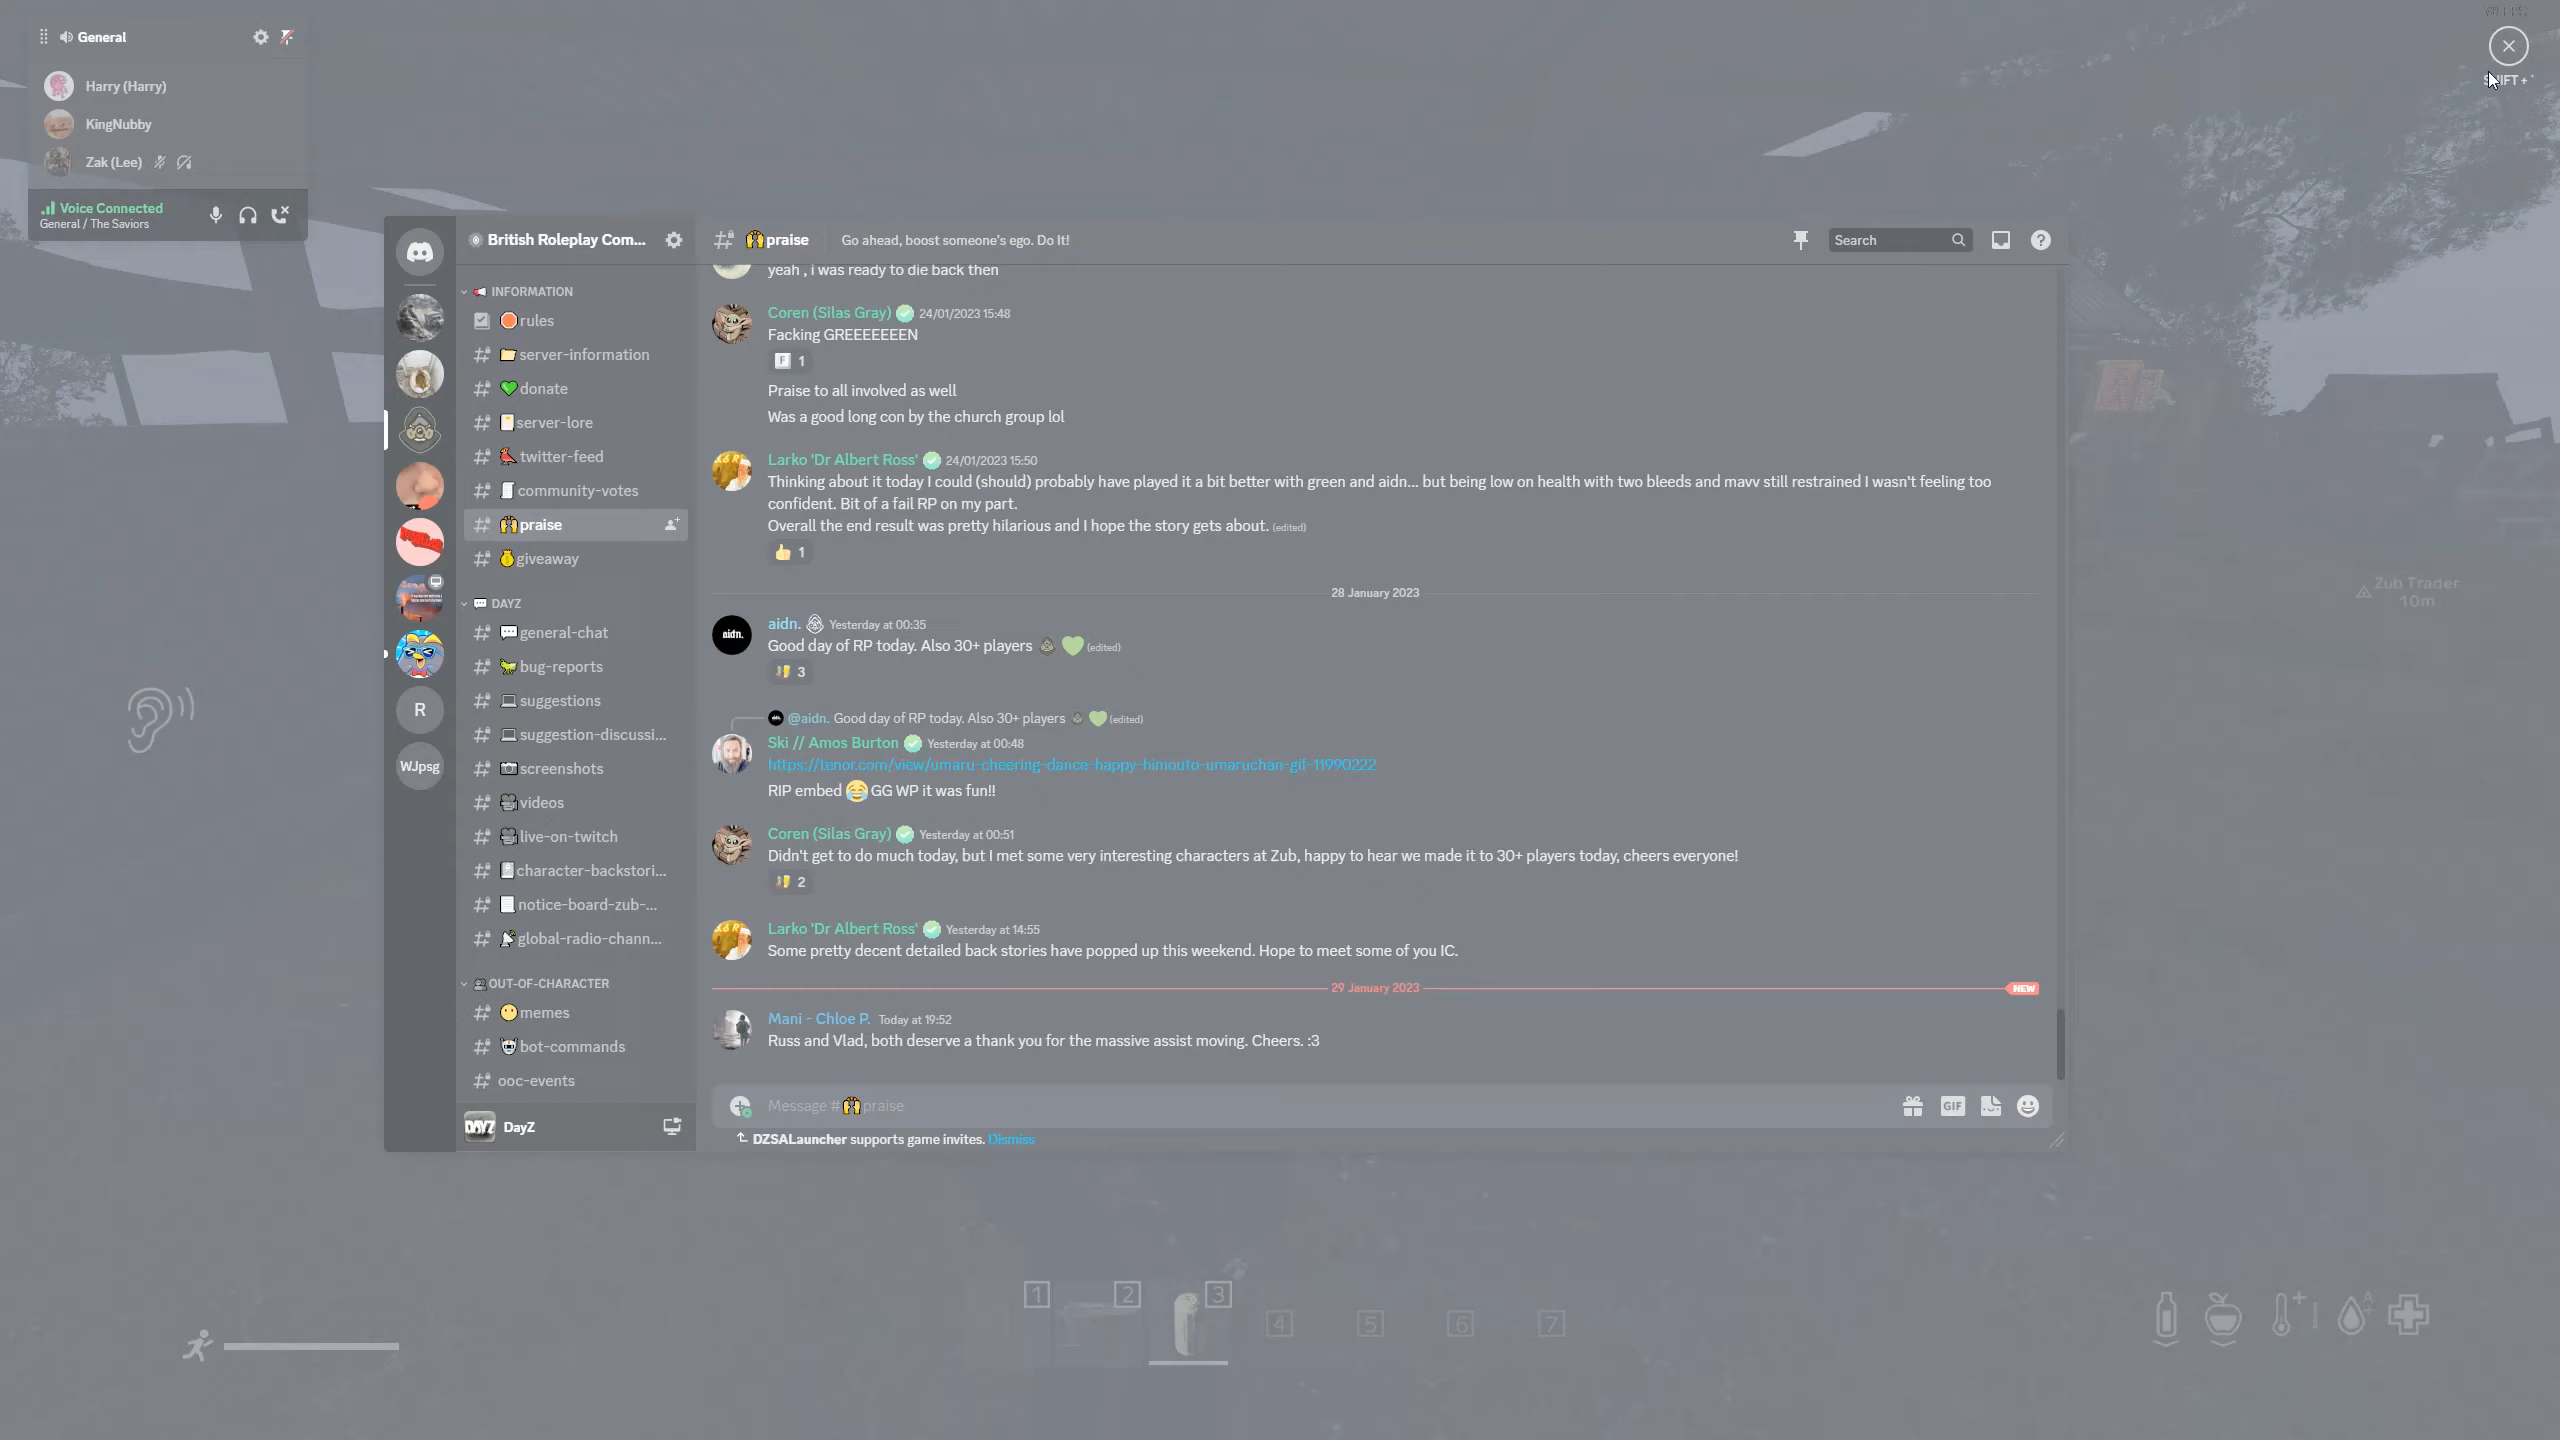 General
Harry (Harry)
KingNubby
Zak (Lee)
Voice Connected
General / The Saviors
British Roleplay Com...
INFORMATION
rules
server-information
donate
server-lore
twitter-feed
community-votes
praise
giveaway
DAYZ
general-chat
bug-reports
suggestions
suggestion-discussi...
screenshots
videos
live-on-twitch
character-backstori...
notice-board-zub-...
global-radio-chann...
OUT-OF-CHARACTER
memes
bot-commands
ooc-events
DayZ
R
WJpsg
praise
Go ahead, boost someone's ego. Do It!
Search
yeah , i was ready to die back then
Coren (Silas Gray) 24/01/2023 15:48
Facking GREEEEEEEN
F 1
Praise to all involved as well
Was a good long con by the church group lol
Larko 'Dr Albert Ross' 24/01/2023 15:50
Thinking about it today I could (should) probably have played it a bit better with green and aidn... but being low on health with two bleeds and mavv still restrained I wasn't feeling too
confident. Bit of a fail RP on my part.
Overall the end result was pretty hilarious and I hope the story gets about. (edited)
1
28 January 2023
aidn.
aidn. Yesterday at 00:35
Good day of RP today. Also 30+ players (edited)
3
@aidn. Good day of RP today. Also 30+ players (edited)
Ski // Amos Burton Yesterday at 00:48
https://tenor.com/view/umaru-cheering-dance-happy-himouto-umaruchan-gif-11990222
RIP embed GG WP it was fun!!
Coren (Silas Gray) Yesterday at 00:51
Didn't get to do much today, but I met some very interesting characters at Zub, happy to hear we made it to 30+ players today, cheers everyone!
2
Larko 'Dr Albert Ross' Yesterday at 14:55
Some pretty decent detailed back stories have popped up this weekend. Hope to meet some of you IC.
29 January 2023
NEW
Mani - Chloe P. Today at 19:52
Russ and Vlad, both deserve a thank you for the massive assist moving. Cheers. :3
Message # praise
GIF
DZSALauncher supports game invites. Dismiss
Zub Trader
10m
1
2
3
4
5
6
7